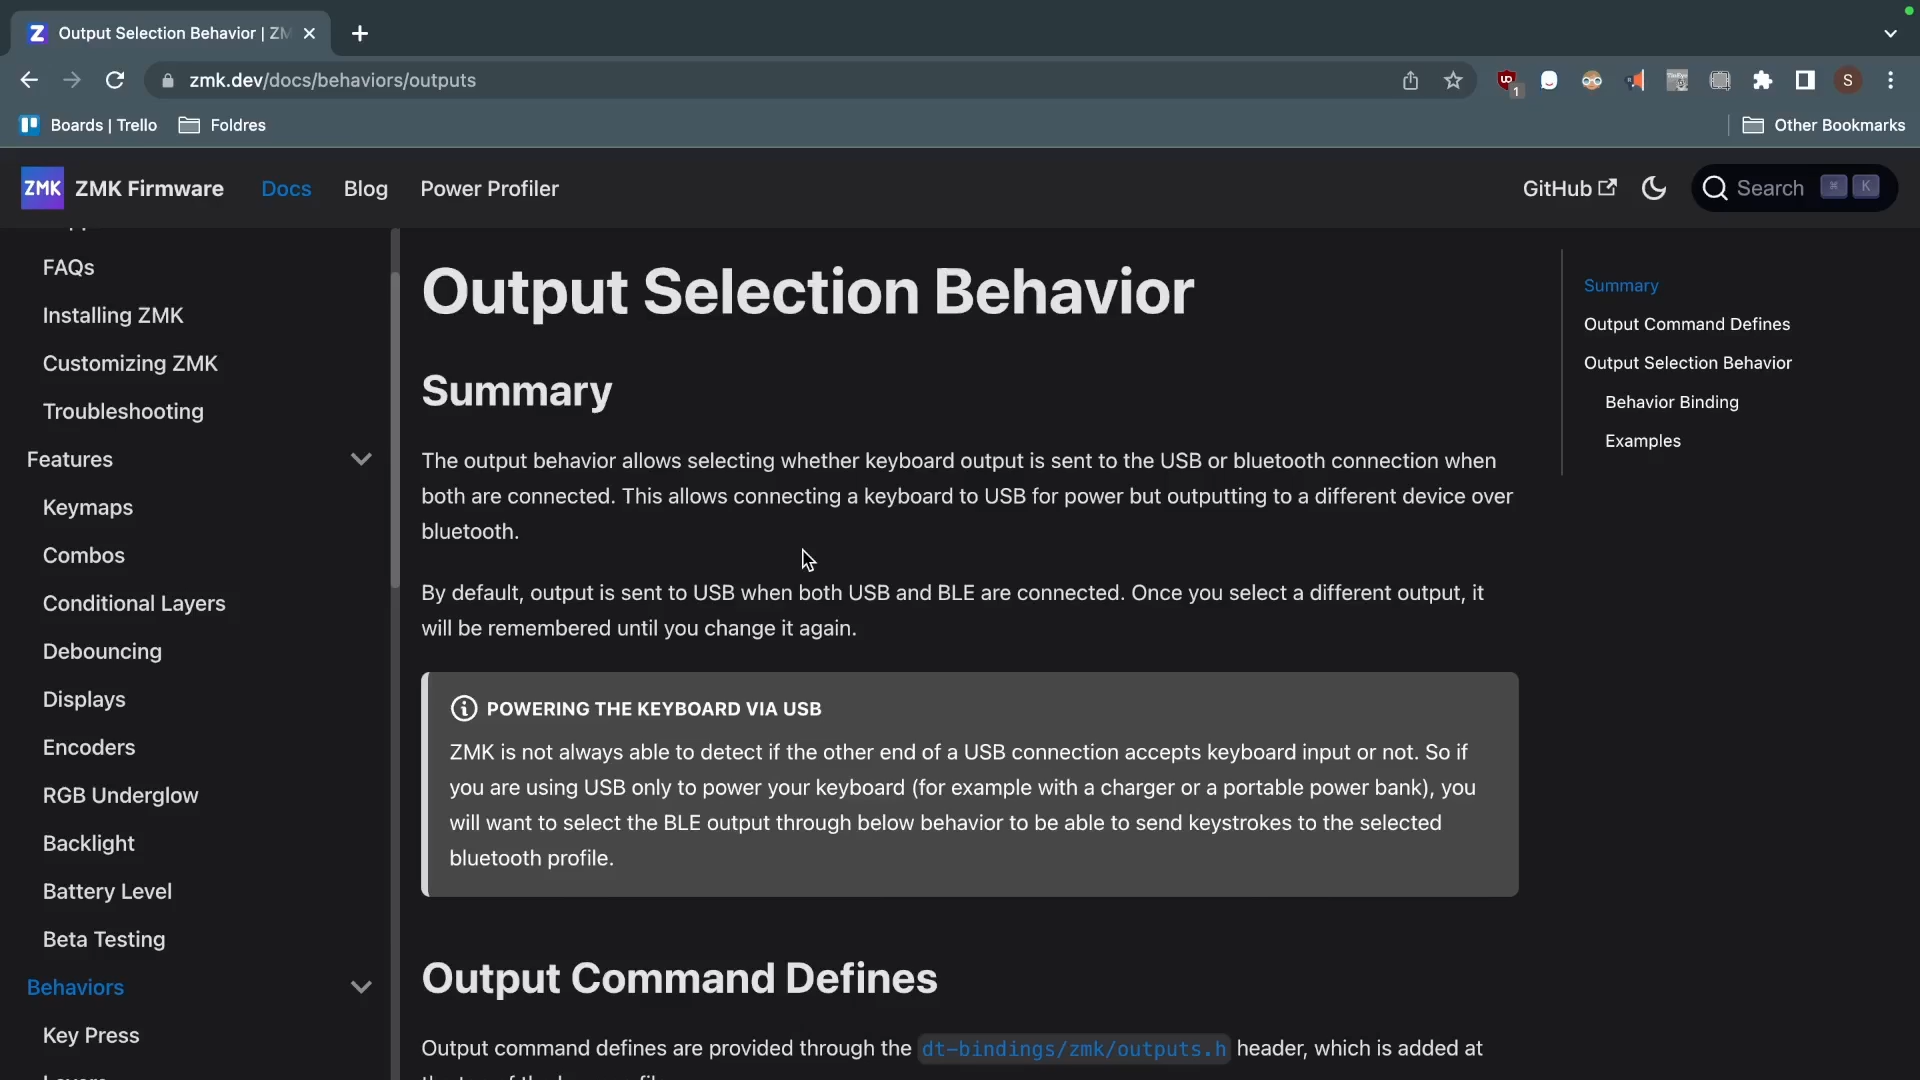 Output Selection Behavior | ZM
zmk.dev/docs/behaviors/outputs
1
S
Boards | Trello
Foldres
Other Bookmarks
ZMK
ZMK Firmware
Docs
Blog
Power Profiler
GitHub
Search
⌘ K
FAQs
Installing ZMK
Customizing ZMK
Troubleshooting
Features
Keymaps
Combos
Conditional Layers
Debouncing
Displays
Encoders
RGB Underglow
Backlight
Battery Level
Beta Testing
Behaviors
Key Press
Output Selection Behavior
Summary
The output behavior allows selecting whether keyboard output is sent to the USB or bluetooth connection when
both are connected. This allows connecting a keyboard to USB for power but outputting to a different device over
bluetooth.
By default, output is sent to USB when both USB and BLE are connected. Once you select a different output, it
will be remembered until you change it again.
POWERING THE KEYBOARD VIA USB
ZMK is not always able to detect if the other end of a USB connection accepts keyboard input or not. So if
you are using USB only to power your keyboard (for example with a charger or a portable power bank), you
will want to select the BLE output through below behavior to be able to send keystrokes to the selected
bluetooth profile.
Output Command Defines
Output command defines are provided through the dt-bindings/zmk/outputs.h header, which is added at
Summary
Output Command Defines
Output Selection Behavior
Behavior Binding
Examples